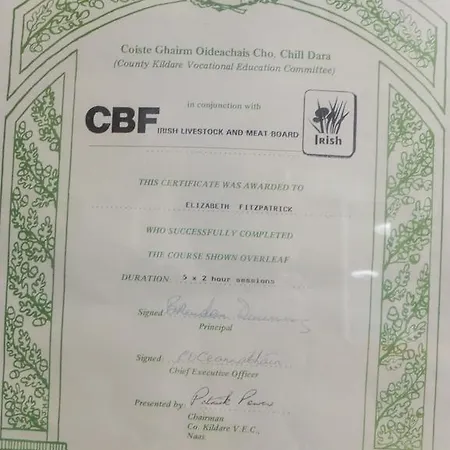 Coiste Ghairm Oideachais Cho. Chill Dara
(County Kildare Vocational Education Committee)
in conjunction with
CBF IRISH LIVESTOCK AND MEAT BOARD
Irish
THIS CERTIFICATE WAS AWARDED TO
ELIZABETH FITZPATRICK
WHO SUCCESSFULLY COMPLETED
THE COURSE SHOWN OVERLEAF
DURATION: 5 x 2 hour sessions
Signed
Principal
Signed
Chief Executive Officer
Presented by: Patrick Power
Chairman
Co. Kildare V.E.C.,
Naas